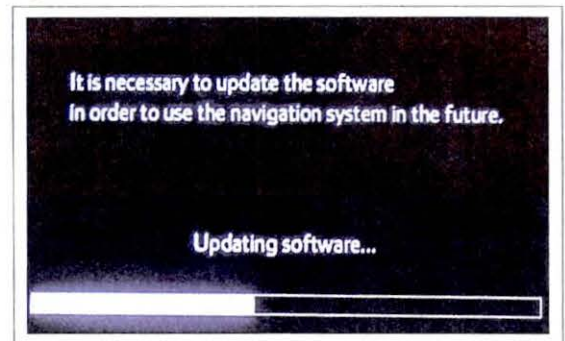 It is necessary to update the software
in order to use the navigation system in the future.
Updating software...